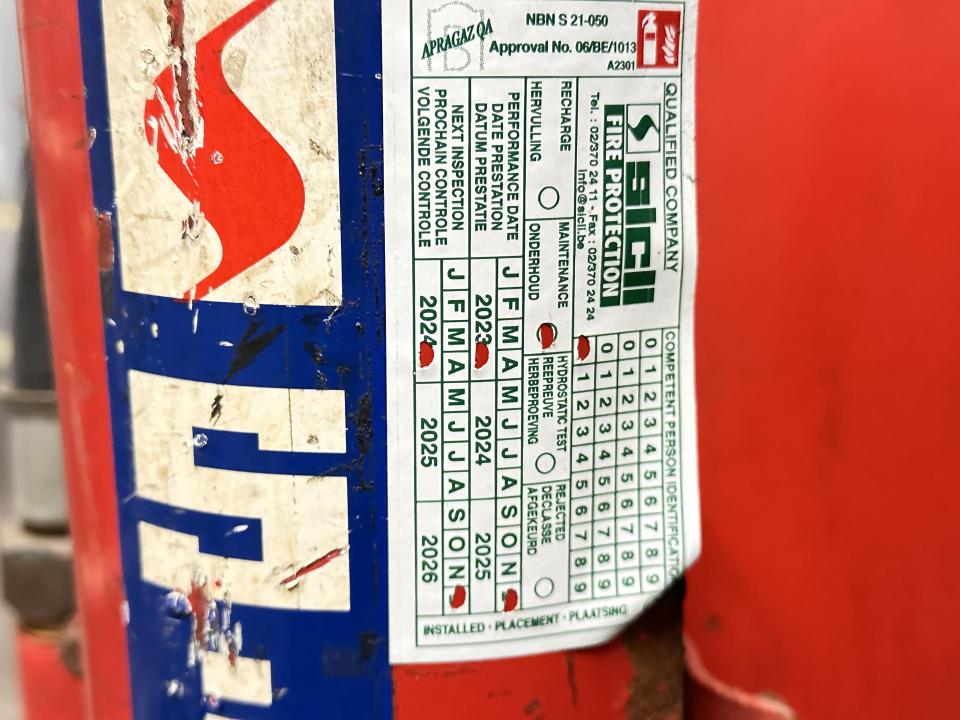 APRAGAZ QA
NBN S 21-050
Approval No. 06/BE/1013
A2301
QUALIFIED COMPANY
sicli
FIRE PROTECTION
Tel. : 02/370 24 11 - Fax : 02/370 24 24
info@sicli.be
COMPETENT PERSON IDENTIFICATIO
0 1 2 3 4 5 6 7 8 9
0 1 2 3 4 5 6 7 8 9
0 1 2 3 4 5 6 7 8 9
1 2 3 4 5 6 7 8 9
RECHARGE
HERVULLING
MAINTENANCE
ONDERHOUD
HYDROSTATIC TEST
REEPREUVE
HERBEPROEVING
REJECTED
DECLASSE
AFGEKEURD
PERFORMANCE DATE
DATE PRESTATION
DATUM PRESTATIE
J F M A M J J A S O N
2023 2024 2025
NEXT INSPECTION
PROCHAIN CONTROLE
VOLGENDE CONTROLE
J F M A M J J A S O N
2024 2025 2026
INSTALLED - PLACEMENT - PLAATSING